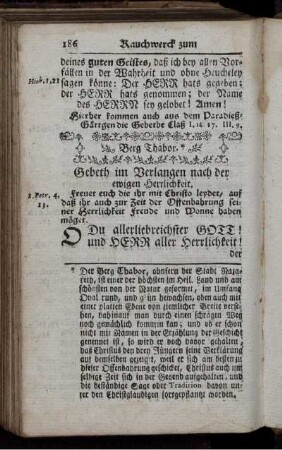 186 Rauchwerck zum
deines guten Geistes, daß ich bey allen Vor-
fällen in der Wahrheit und ohne Heucheley
Hiob. 1, 21 sagen könne: Der HERR hats gegeben;
der HERR hats genommen; der Name
des HERRN sey gelobet! Amen!
Hierher kommen auch aus dem Paradieß-
Gärtgen die Gebethe Claß I. 17. III. 9.
Berg Thabor. *
Gebeth im Verlangen nach der
ewigen Herrlichkeit.
1. Petr. 4, Freuet euch die ihr mit Christo leydet, auf
13. daß ihr auch zur Zeit der Offenbahrung sei-
ner Herrlichkeit Freude und Wonne haben
möget.
O Du allerliebreichster GOTT!
und HERR aller Herrlichkeit!
der
* Der Berg Thabor, ohnfern der Stadt Naza-
reth, ist einer der höchsten im Heil. Land und am
schönsten von der Natur geformet, im Umfang
Oval rund, und grün bewachsen, oben auch mit
einer platten Ebene von ziemlicher Breite verse-
hen, dahinauf man durch einen schrägen Weg
noch gemächlich kommen kan; und ob er schon
nicht mit Namen in der Erzählung der Geschicht
genennet ist, so wird er doch davor gehalten,
das Christus den drey Jüngern seine Verklärung
auf demselben gezeigt, weil er sich am besten zu
dieser Offenbahrung geschicket, Christus auch um
selbige Zeit sich in der Gegend aufgehalten, und
die beständige Sage oder Tradition davon un-
ter den Christgläubigen fortgepflantzt worden.